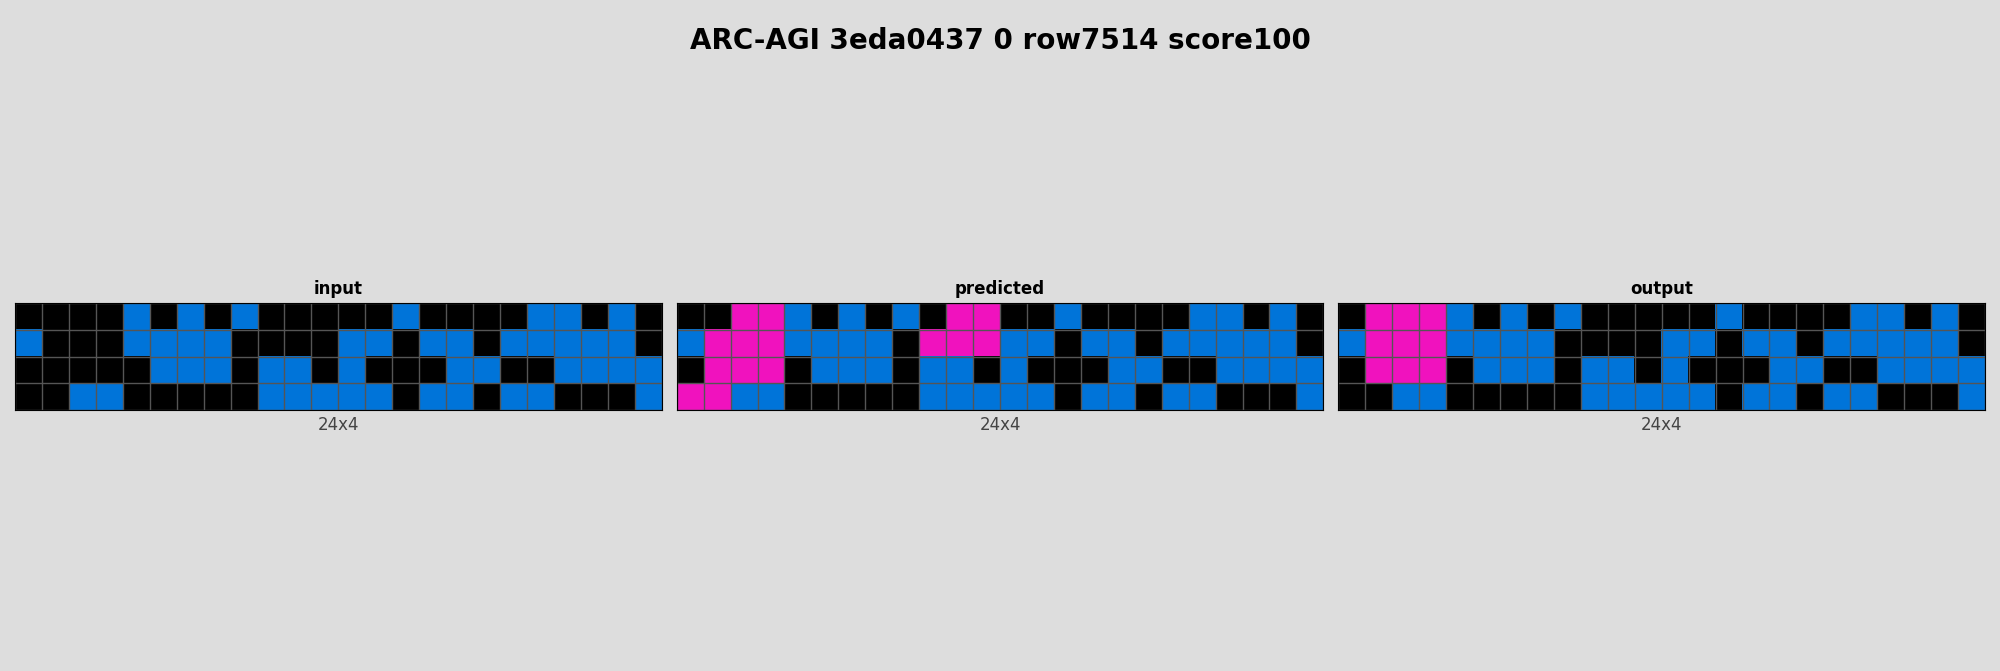 ARC-AGI 3eda0437 0 row7514 score100
input
predicted
output
24x4
24x4
24x4